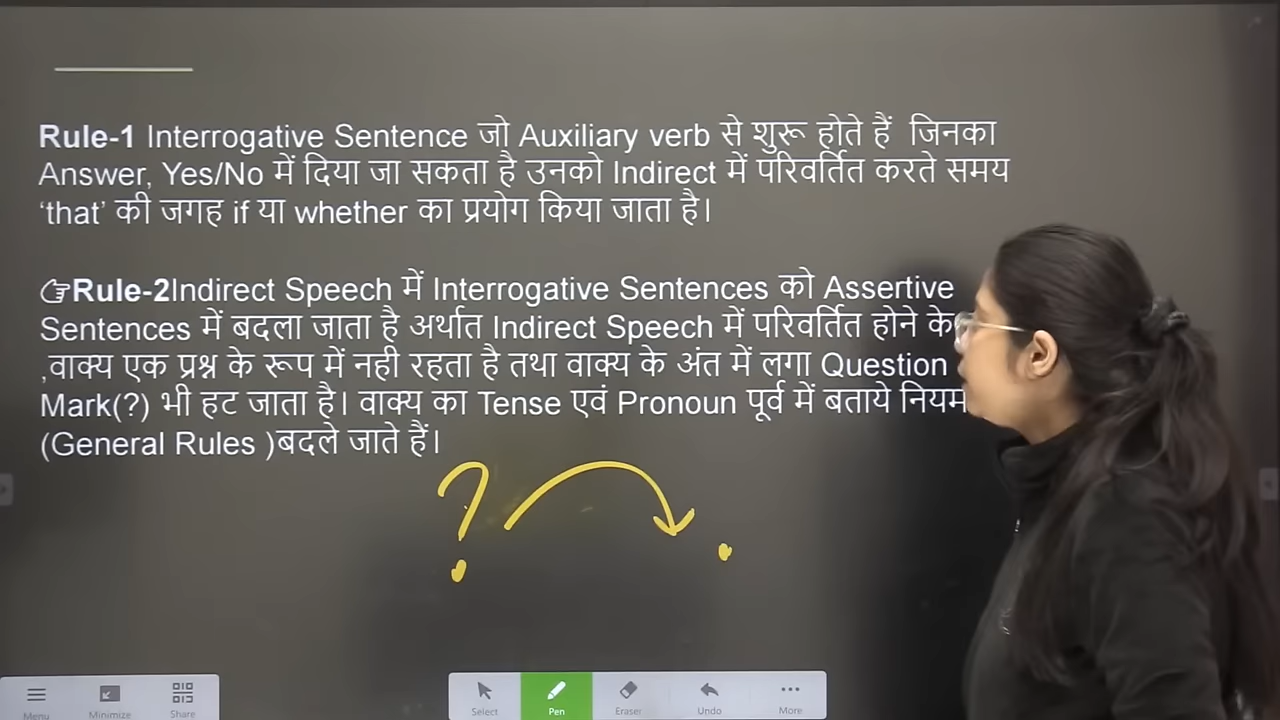 Rule-1 Interrogative Sentence जो Auxiliary verb से शुरू होते हैं जिनका
Answer, Yes/No में दिया जा सकता है उनको Indirect में परिवर्तित करते समय
‘that’ की जगह if या whether का प्रयोग किया जाता है।
👉Rule-2Indirect Speech में Interrogative Sentences को Assertive
Sentences में बदला जाता है अर्थात Indirect Speech में परिवर्तित होने के
,वाक्य एक प्रश्न के रूप में नही रहता है तथा वाक्य के अंत में लगा Question
Mark(?) भी हट जाता है। वाक्य का Tense एवं Pronoun पूर्व में बताये नियम
(General Rules )बदले जाते हैं।
? .
Menu Minimize Share Select Pen Eraser Undo More